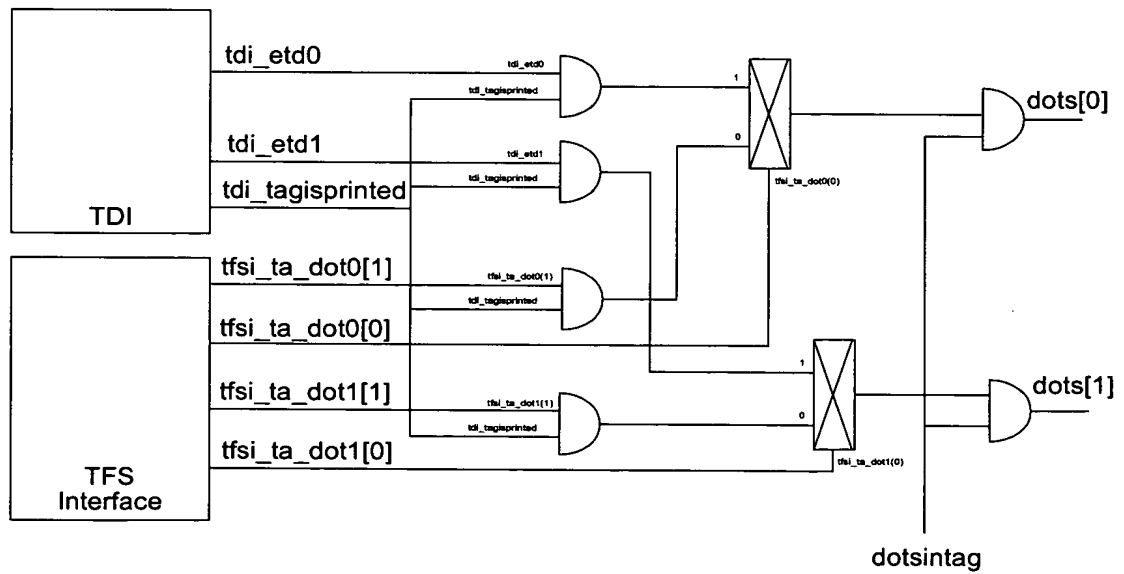 tdi_etd0
tdi_etd0
tdi_tagisprinted
1
dots[0]
tdi_etd1
tdi_etd1
0
tdi_tagisprinted
tdi_tagisprinted
tfsi_ta_dot0(0)
TDI
tfsi_ta_dot0[1]
tfsi_ta_dot0(1)
tdi_tagisprinted
tfsi_ta_dot0[0]
1
tfsi_ta_dot1[1]
tfsi_ta_dot1(1)
0
dots[1]
tdi_tagisprinted
tfsi_ta_dot1[0]
tfsi_ta_dot1(0)
TFS
Interface
dotsintag